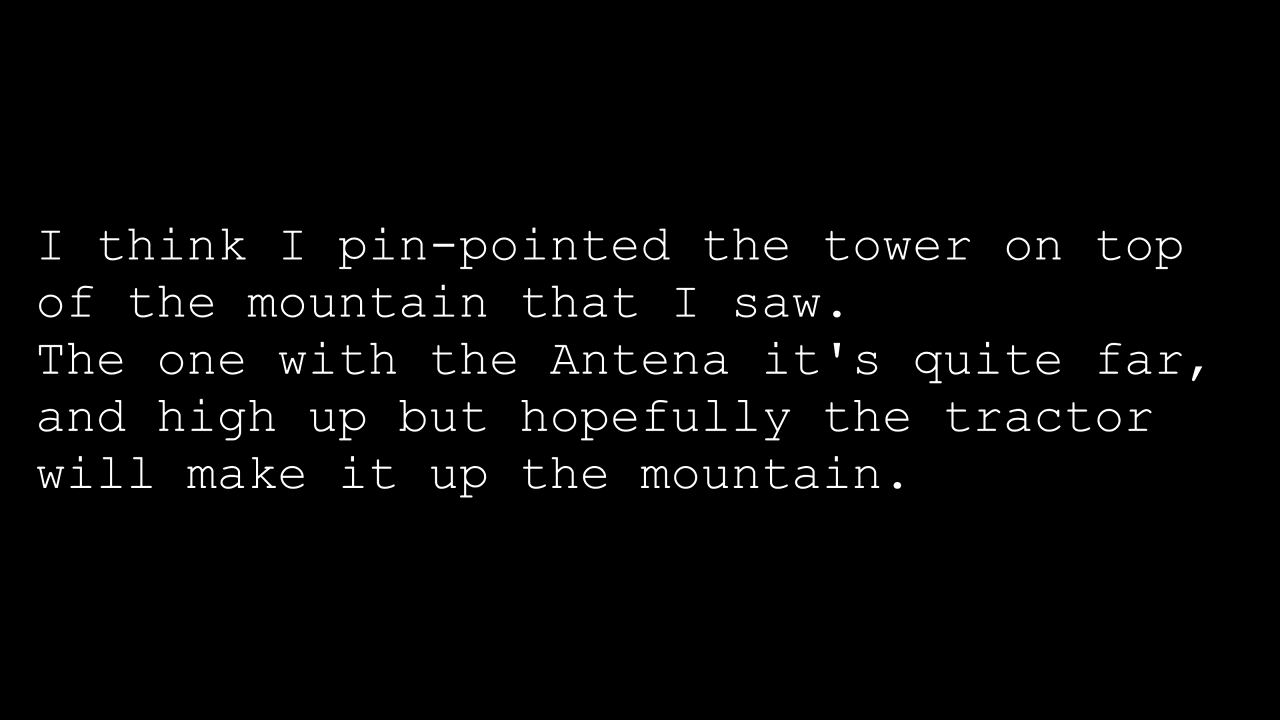 I think I pin-pointed the tower on top
of the mountain that I saw.
The one with the Antena it's quite far,
and high up but hopefully the tractor
will make it up the mountain.